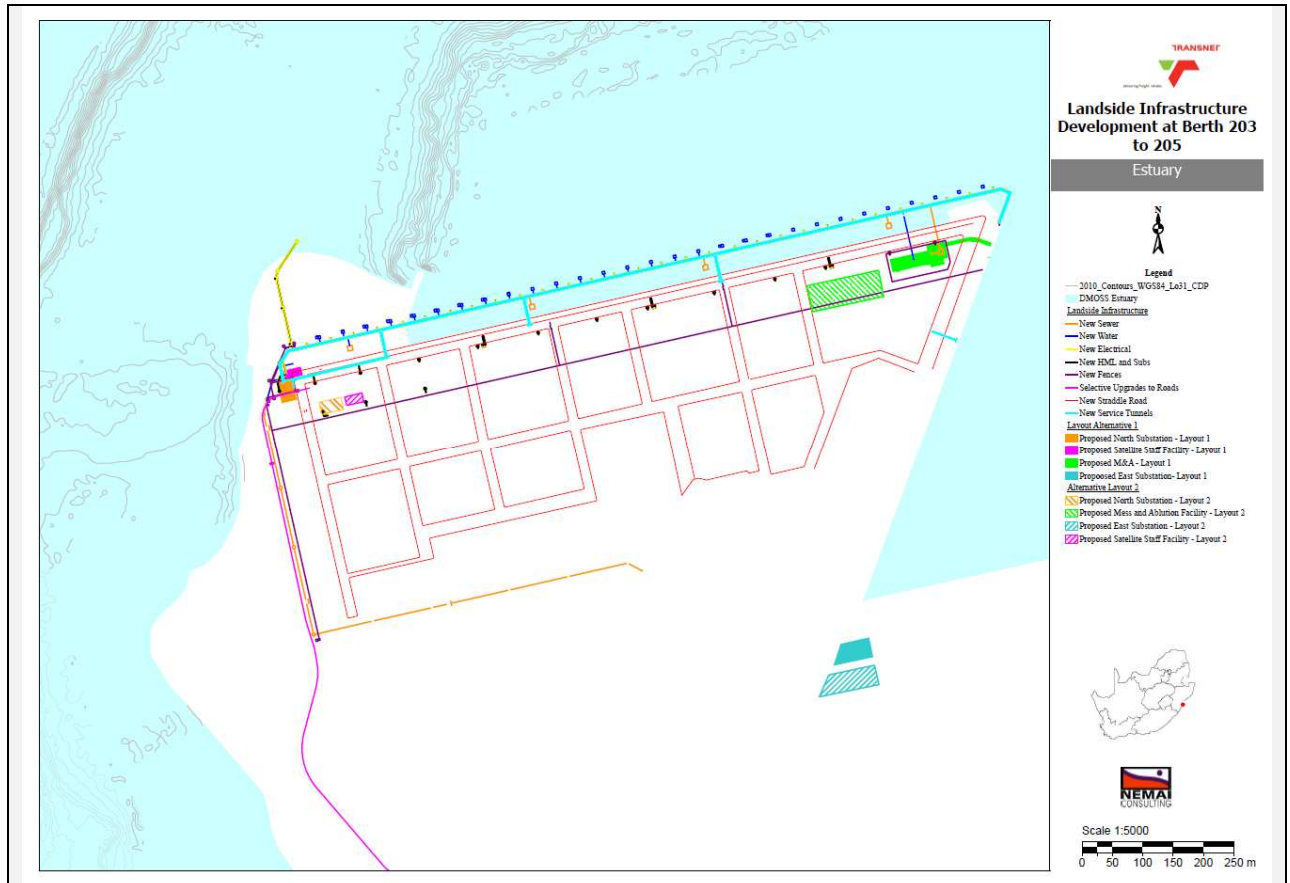 TRANSNET
Landside Infrastructure
Development at Berth 203
to 205
Estuary
N
Legend
2010_Contours_WGS84_Lo31_CDP
DMOSS Estuary
Landside Infrastructure
New Sewer
New Water
New Electrical
New HML and Subs
New Fences
Selective Upgrades to Roads
New Straddle Road
New Service Tunnels
Layout Alternative 1
Proposed North Substation - Layout 1
Proposed Satellite Staff Facility - Layout 1
Proposed M&A - Layout 1
Propoosed East Substation- Layout 1
Alternative Layout 2
Proposed North Substation - Layout 2
Proposed Mess and Ablution Facility - Layout 2
Proposed East Substation - Layout 2
Proposed Satellite Staff Facility - Layout 2
NEMAI
CONSULTING
Scale 1:5000
0 50 100 150 200 250 m